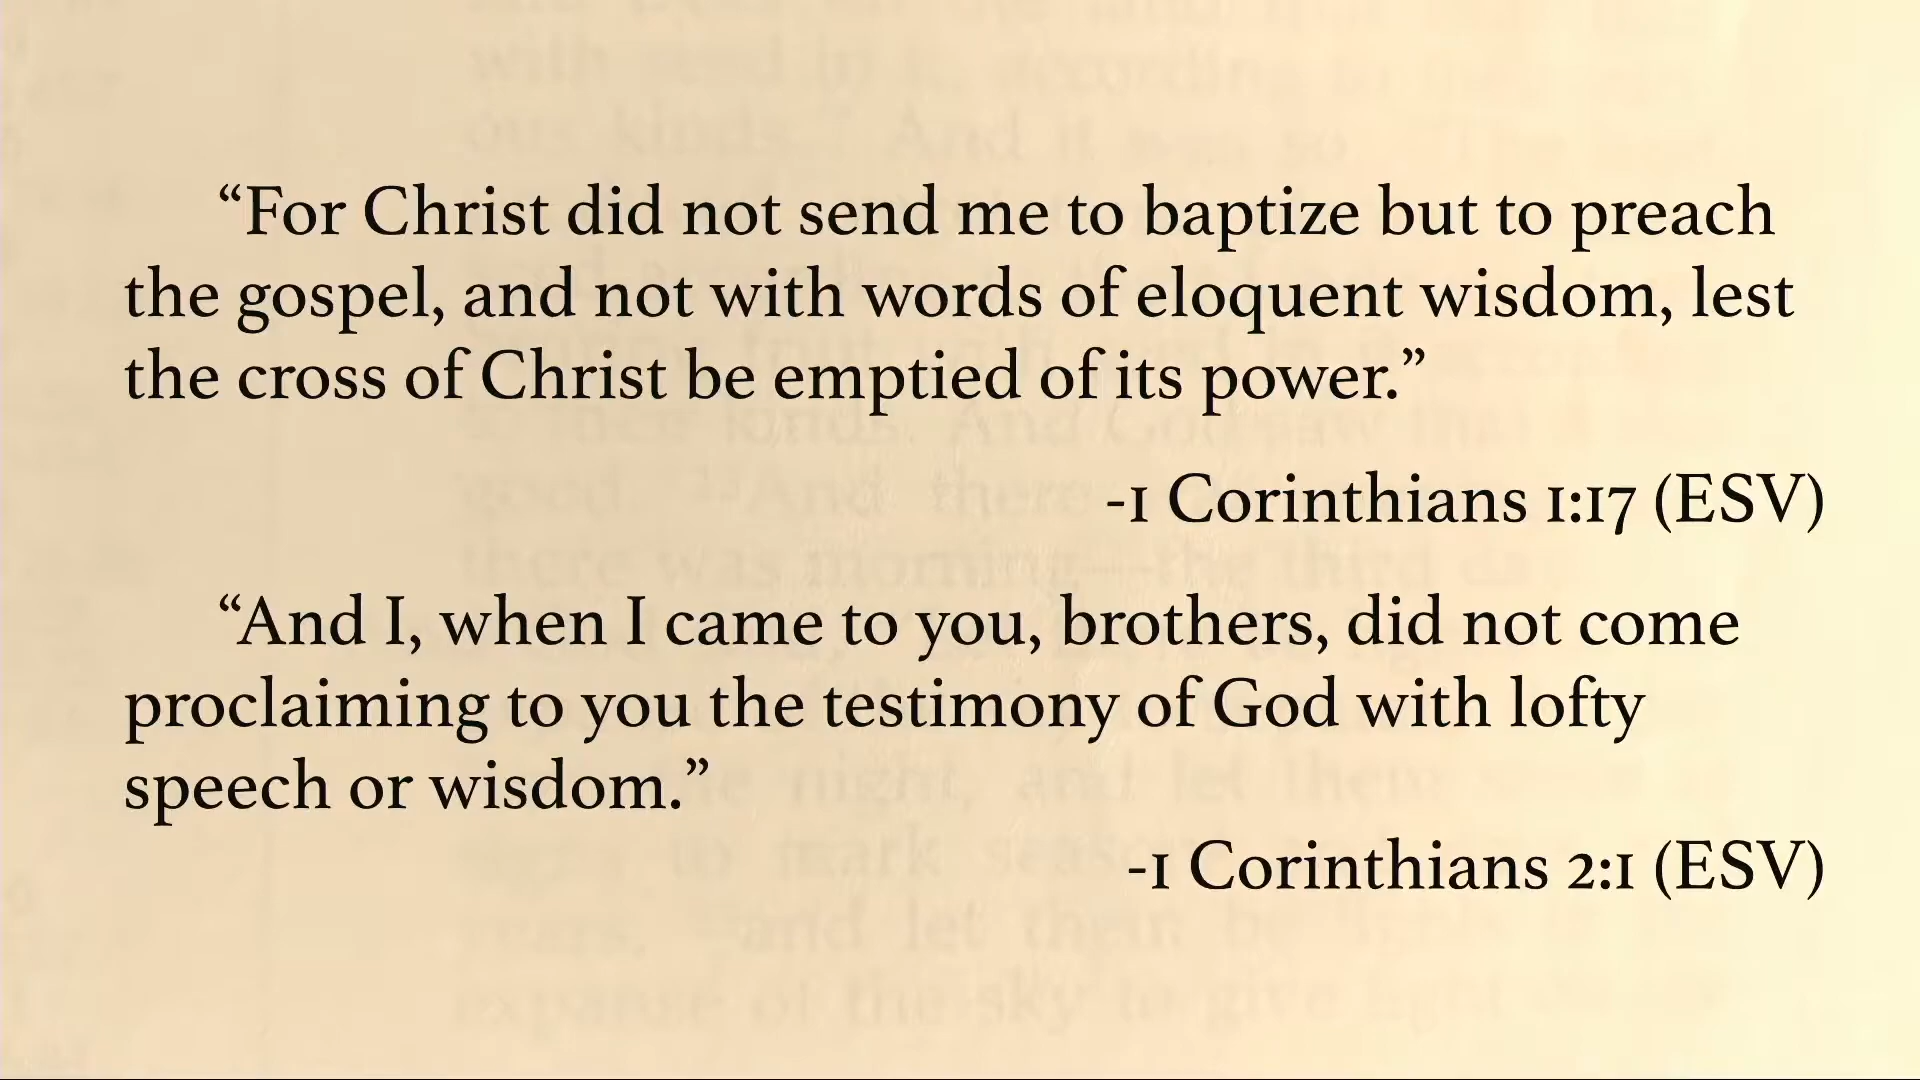 “For Christ did not send me to baptize but to preach
the gospel, and not with words of eloquent wisdom, lest
the cross of Christ be emptied of its power.”
-1 Corinthians 1:17 (ESV)
“And I, when I came to you, brothers, did not come
proclaiming to you the testimony of God with lofty
speech or wisdom.”
-1 Corinthians 2:1 (ESV)